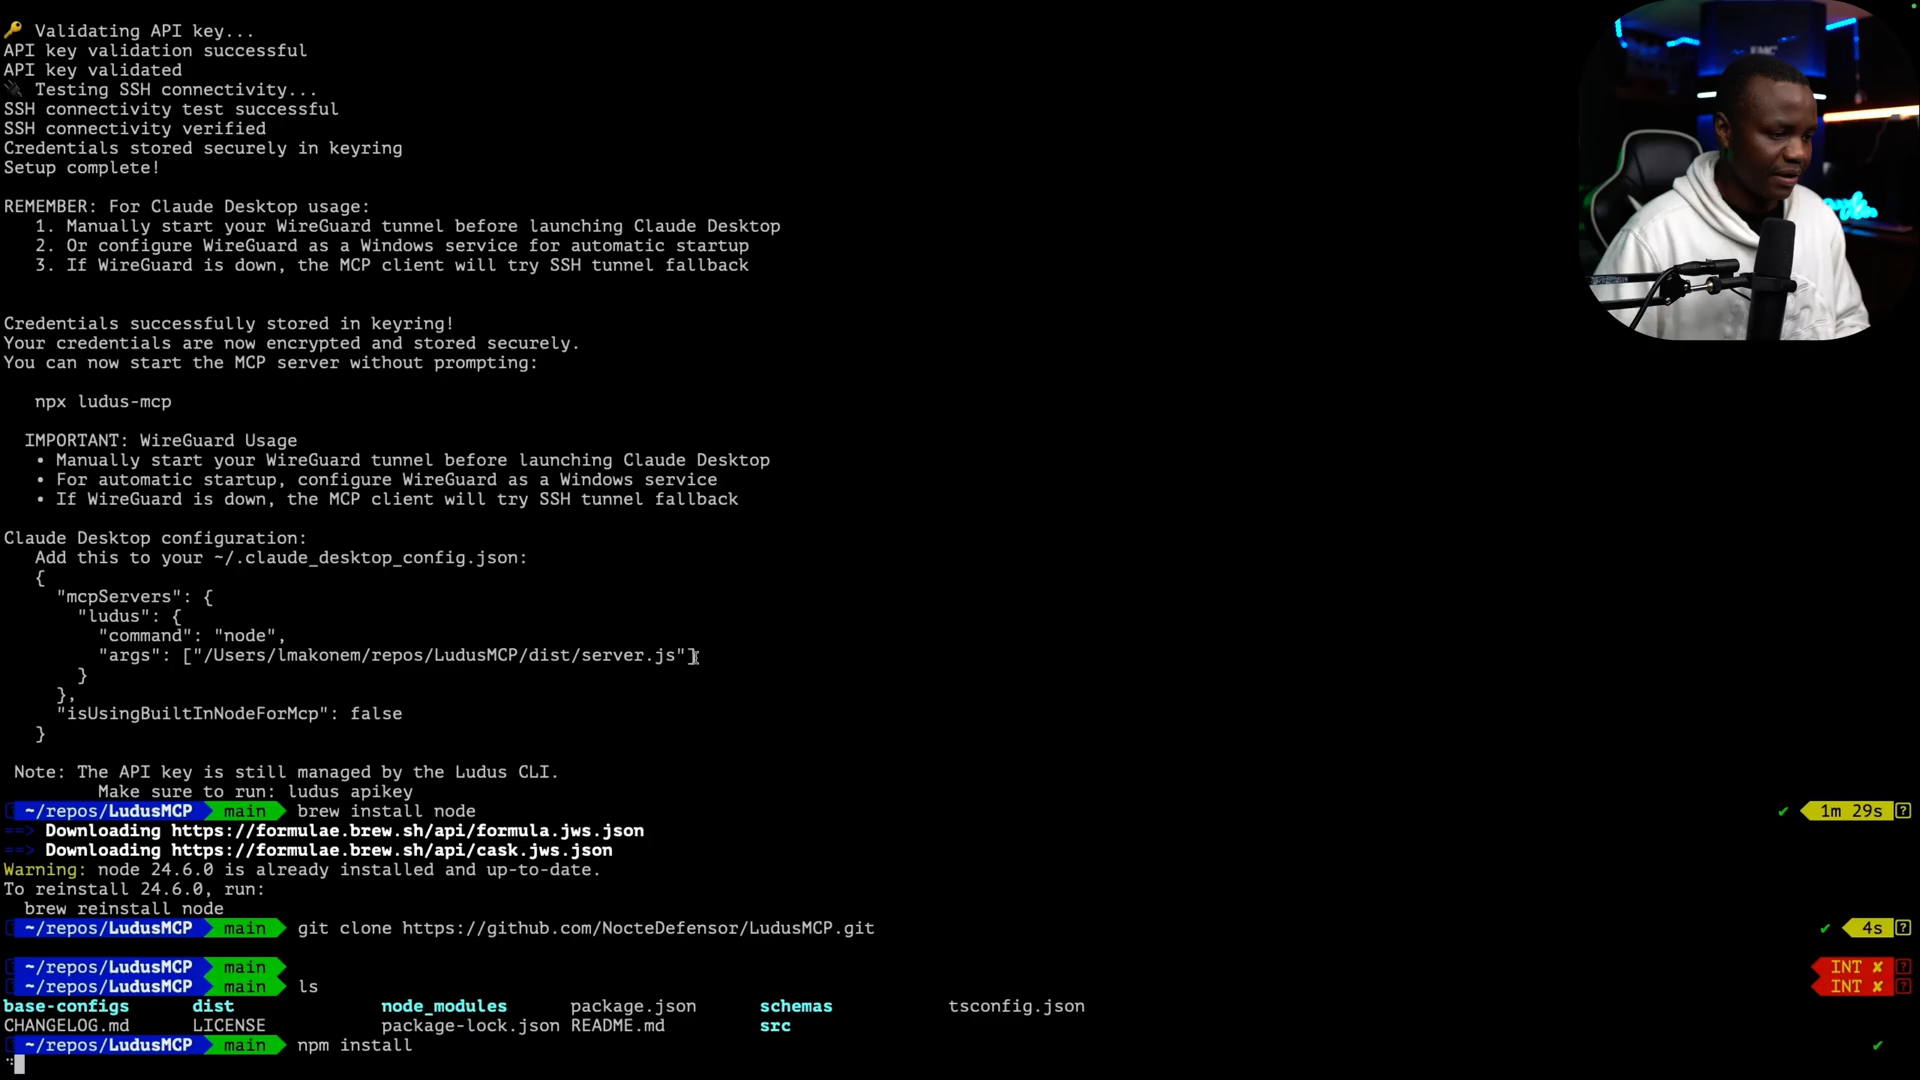 🔑 Validating API key...
API key validation successful
API key validated
🔌 Testing SSH connectivity...
SSH connectivity test successful
SSH connectivity verified
Credentials stored securely in keyring
Setup complete!
REMEMBER: For Claude Desktop usage:
1. Manually start your WireGuard tunnel before launching Claude Desktop
2. Or configure WireGuard as a Windows service for automatic startup
3. If WireGuard is down, the MCP client will try SSH tunnel fallback
Credentials successfully stored in keyring!
Your credentials are now encrypted and stored securely.
You can now start the MCP server without prompting:
npx ludus-mcp
IMPORTANT: WireGuard Usage
• Manually start your WireGuard tunnel before launching Claude Desktop
• For automatic startup, configure WireGuard as a Windows service
• If WireGuard is down, the MCP client will try SSH tunnel fallback
Claude Desktop configuration:
Add this to your ~/.claude_desktop_config.json:
{
"mcpServers": {
"ludus": {
"command": "node",
"args": ["/Users/lmakonem/repos/LudusMCP/dist/server.js"]
}
},
"isUsingBuiltInNodeForMcp": false
}
Note: The API key is still managed by the Ludus CLI.
Make sure to run: ludus apikey
~/repos/LudusMCP main brew install node ✔ 1m 29s
==> Downloading https://formulae.brew.sh/api/formula.jws.json
==> Downloading https://formulae.brew.sh/api/cask.jws.json
Warning: node 24.6.0 is already installed and up-to-date.
To reinstall 24.6.0, run:
brew reinstall node
~/repos/LudusMCP main git clone https://github.com/NocteDefensor/LudusMCP.git ✔ 4s
~/repos/LudusMCP main INT ✘
~/repos/LudusMCP main ls INT ✘
base-configs dist node_modules package.json schemas tsconfig.json
CHANGELOG.md LICENSE package-lock.json README.md src
~/repos/LudusMCP main npm install ✔